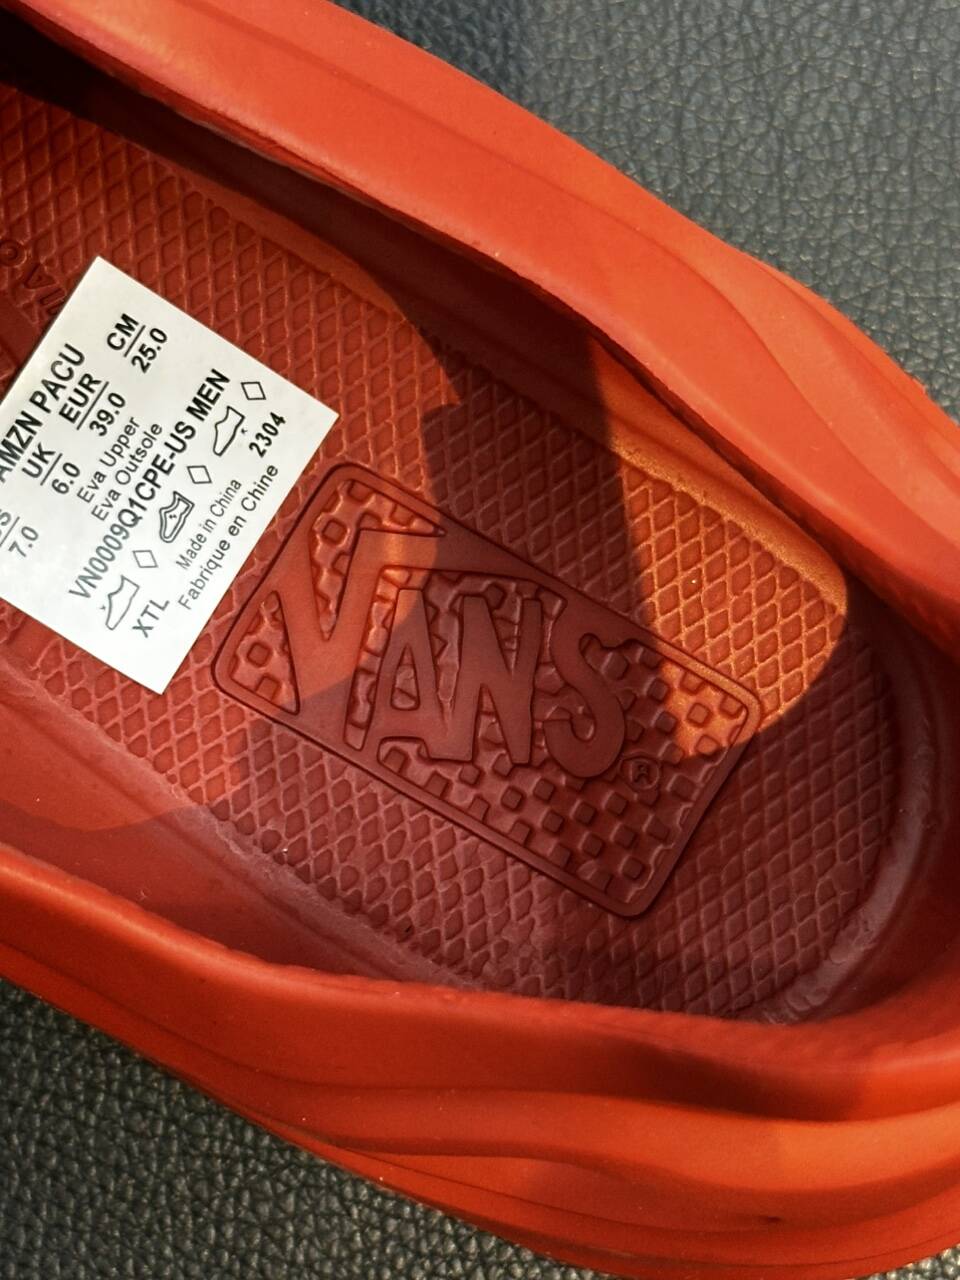 AMZN PACU
UK EUR CM
7.0 6.0 39.0 25.0
Eva Upper
Eva Outsole
VN0009Q1CPE-US MEN
XTL Made in China 2304
Fabrique en Chine
VANS
®